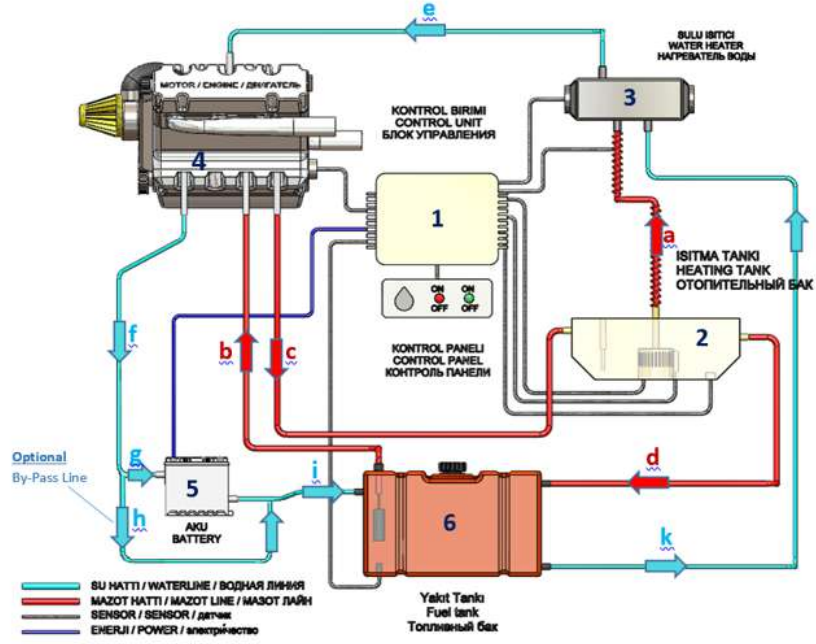 e
SULU ISITICI
WATER HEATER
НАГРЕВАТЕЛЬ ВОДЫ
MOTOR / ENGINE / ДВИГАТЕЛЬ
3
KONTROL BIRIMI
CONTROL UNIT
БЛОК УПРАВЛЕНИЯ
4
1
a
ISITMA TANKI
HEATING TANK
ОТОПИТЕЛЬНЫЙ БАК
ON ON
OFF OFF
f
b
c
2
KONTROL PANELI
CONTROL PANEL
КОНТРОЛЬ ПАНЕЛИ
Optional
By-Pass Line
g
5
i
d
h
AKU
BATTERY
6
k
SU HATTI / WATERLINE / ВОДНАЯ ЛИНИЯ
MAZOT HATTI / MAZOT LINE / МАЗОТ ЛАЙН
SENSOR / SENSOR / датчик
ENERJI / POWER / электричество
Yakıt Tankı
Fuel tank
Топливный бак